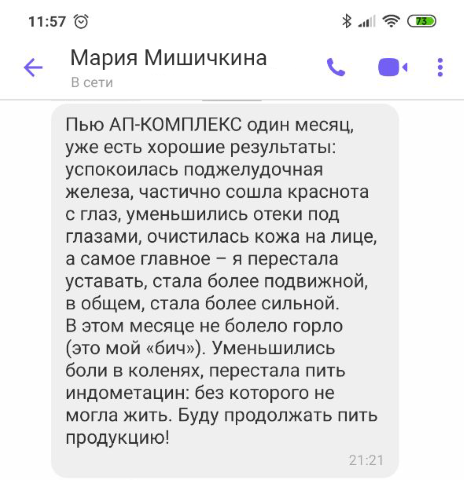 11:57
73
Мария Мишичкина
В сети
Пью АП-КОМПЛЕКС один месяц,
уже есть хорошие результаты:
успокоилась поджелудочная
железа, частично сошла краснота
с глаз, уменьшились отеки под
глазами, очистилась кожа на лице,
а самое главное – я перестала
уставать, стала более подвижной,
в общем, стала более сильной.
В этом месяце не болело горло
(это мой «бич»). Уменьшились
боли в коленях, перестала пить
индометацин: без которого не
могла жить. Буду продолжать пить
продукцию!
21:21